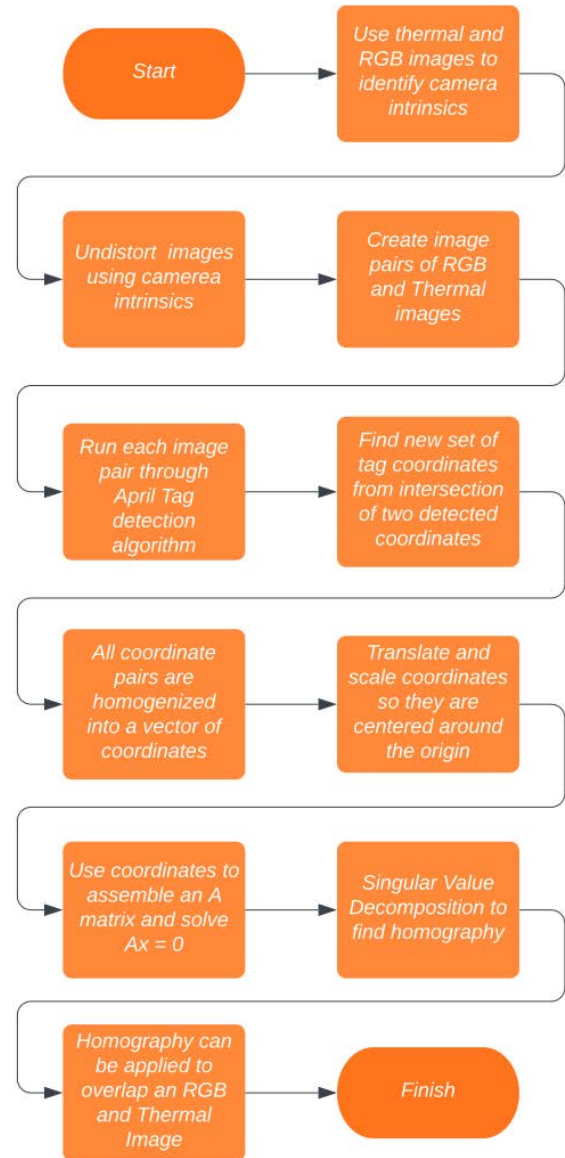 Start
Use thermal and
RGB images to
identify camera
intrinsics
Undistort images
using camerea
intrinsics
Create image
pairs of RGB
and Thermal
images
Run each image
pair through
April Tag
detection
algorithm
Find new set of
tag coordinates
from intersection
of two detected
coordinates
All coordinate
pairs are
homogenized
into a vector of
coordinates
Translate and
scale coordinates
so they are
centered around
the origin
Use coordinates to
assemble an A
matrix and solve
Ax = 0
Singular Value
Decomposition to
find homography
Homography can
be applied to
overlap an RGB
and Thermal
Image
Finish